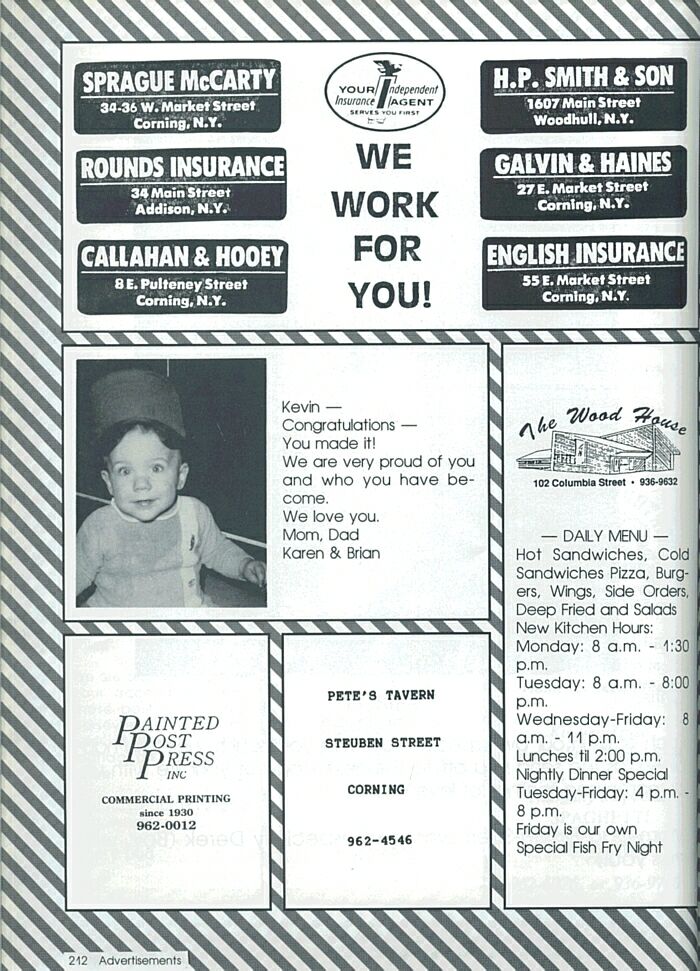 SPRAGUE McCARTY
34-36 W. Market Street
Corning, N.Y.
ROUNDS INSURANCE
34 Main Street
Addison, N.Y.
CALLAHAN & HOOEY
8 E. Pulteney Street
Corning, N.Y.
YOUR Independent
Insurance AGENT
SERVES YOU FIRST
WE
WORK
FOR
YOU!
H.P. SMITH & SON
1607 Main Street
Woodhull, N.Y.
GALVIN & HAINES
27 E. Market Street
Corning, N.Y.
ENGLISH INSURANCE
55 E. Market Street
Corning, N.Y.
Kevin —
Congratulations —
You made it!
We are very proud of you
and who you have be-
come.
We love you.
Mom, Dad
Karen & Brian
The Wood House
102 Columbia Street • 936-9632
— DAILY MENU —
Hot Sandwiches, Cold
Sandwiches Pizza, Burg-
ers, Wings, Side Orders,
Deep Fried and Salads
New Kitchen Hours:
Monday: 8 a.m. - 1:30
p.m.
Tuesday: 8 a.m. - 8:00
p.m.
Wednesday-Friday: 8
a.m. - 11 p.m.
Lunches til 2:00 p.m.
Nightly Dinner Special
Tuesday-Friday: 4 p.m. -
8 p.m.
Friday is our own
Special Fish Fry Night
PAINTED
POST
PRESS
INC
COMMERCIAL PRINTING
since 1930
962-0012
PETE'S TAVERN
STEUBEN STREET
CORNING
962-4546
212 Advertisements